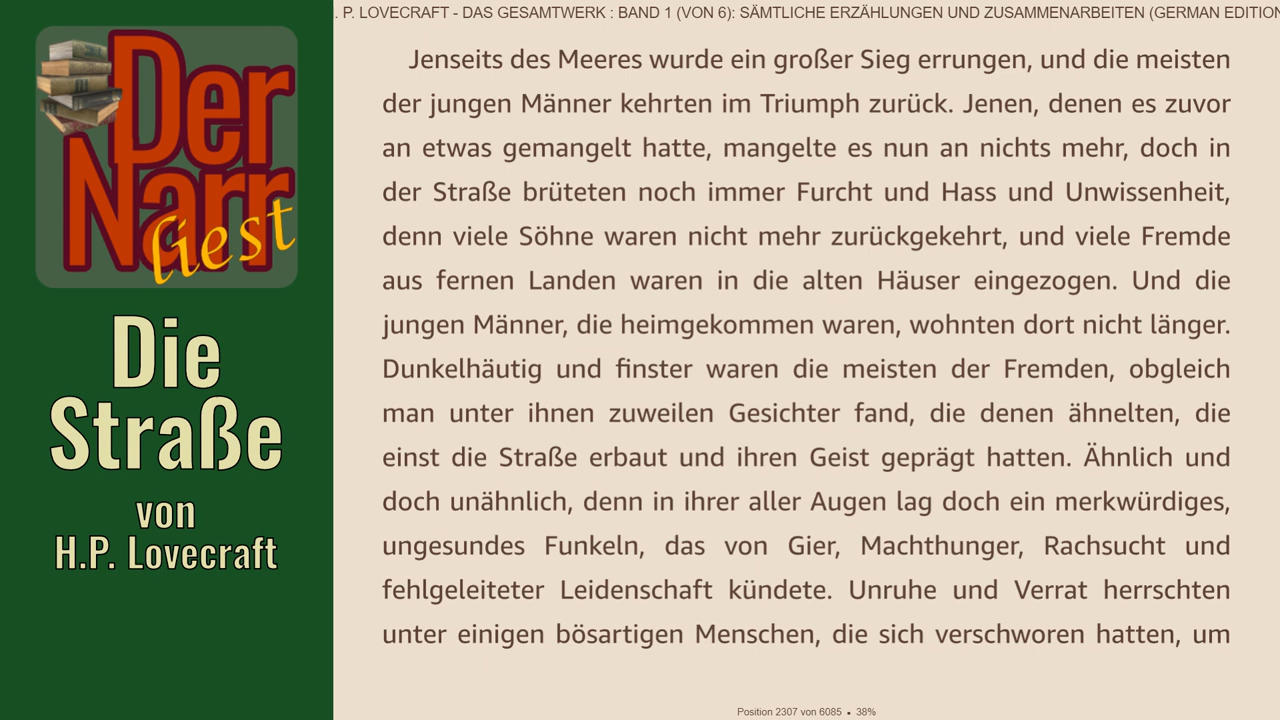 Der
Narr
liest
Die
Straße
von
H.P. Lovecraft
. P. LOVECRAFT - DAS GESAMTWERK : BAND 1 (VON 6): SÄMTLICHE ERZÄHLUNGEN UND ZUSAMMENARBEITEN (GERMAN EDITION
Jenseits des Meeres wurde ein großer Sieg errungen, und die meisten
der jungen Männer kehrten im Triumph zurück. Jenen, denen es zuvor
an etwas gemangelt hatte, mangelte es nun an nichts mehr, doch in
der Straße brüteten noch immer Furcht und Hass und Unwissenheit,
denn viele Söhne waren nicht mehr zurückgekehrt, und viele Fremde
aus fernen Landen waren in die alten Häuser eingezogen. Und die
jungen Männer, die heimgekommen waren, wohnten dort nicht länger.
Dunkelhäutig und finster waren die meisten der Fremden, obgleich
man unter ihnen zuweilen Gesichter fand, die denen ähnelten, die
einst die Straße erbaut und ihren Geist geprägt hatten. Ähnlich und
doch unähnlich, denn in ihrer aller Augen lag doch ein merkwürdiges,
ungesundes Funkeln, das von Gier, Machthunger, Rachsucht und
fehlgeleiteter Leidenschaft kündete. Unruhe und Verrat herrschten
unter einigen bösartigen Menschen, die sich verschworen hatten, um
Position 2307 von 6085 • 38%